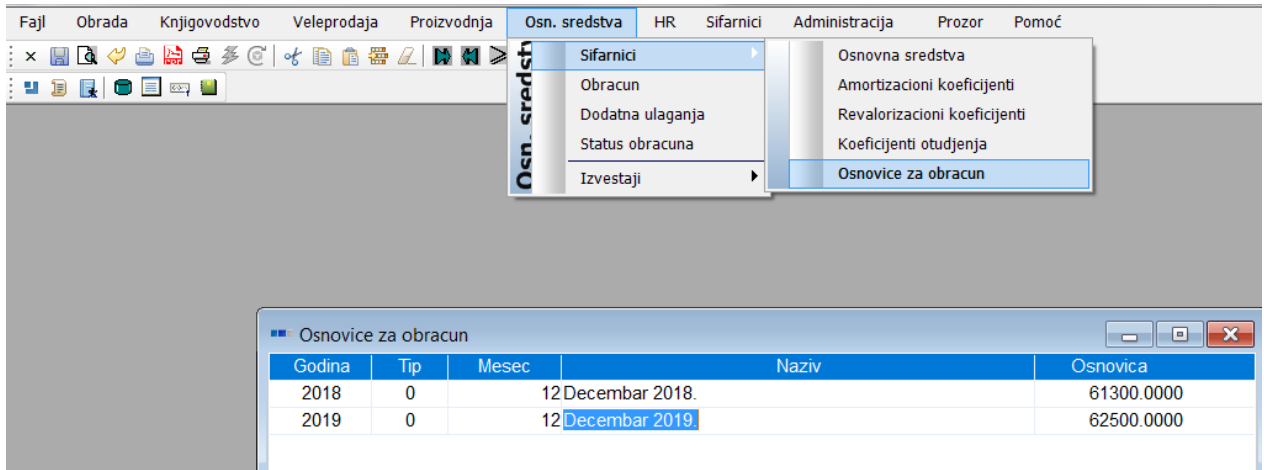 Fajl Obrada Knjigovodstvo Veleprodaja Proizvodnja Osn. sredstva HR Sifarnici Administracija Prozor Pomoć
Osn. sredstv
Sifarnici
Obracun
Dodatna ulaganja
Status obracuna
Izvestaji
Osnovna sredstva
Amortizacioni koeficijenti
Revalorizacioni koeficijenti
Koeficijenti otudjenja
Osnovice za obracun
Osnovice za obracun
Godina Tip Mesec Naziv Osnovica
2018 0 12 Decembar 2018. 61300.0000
2019 0 12 Decembar 2019. 62500.0000